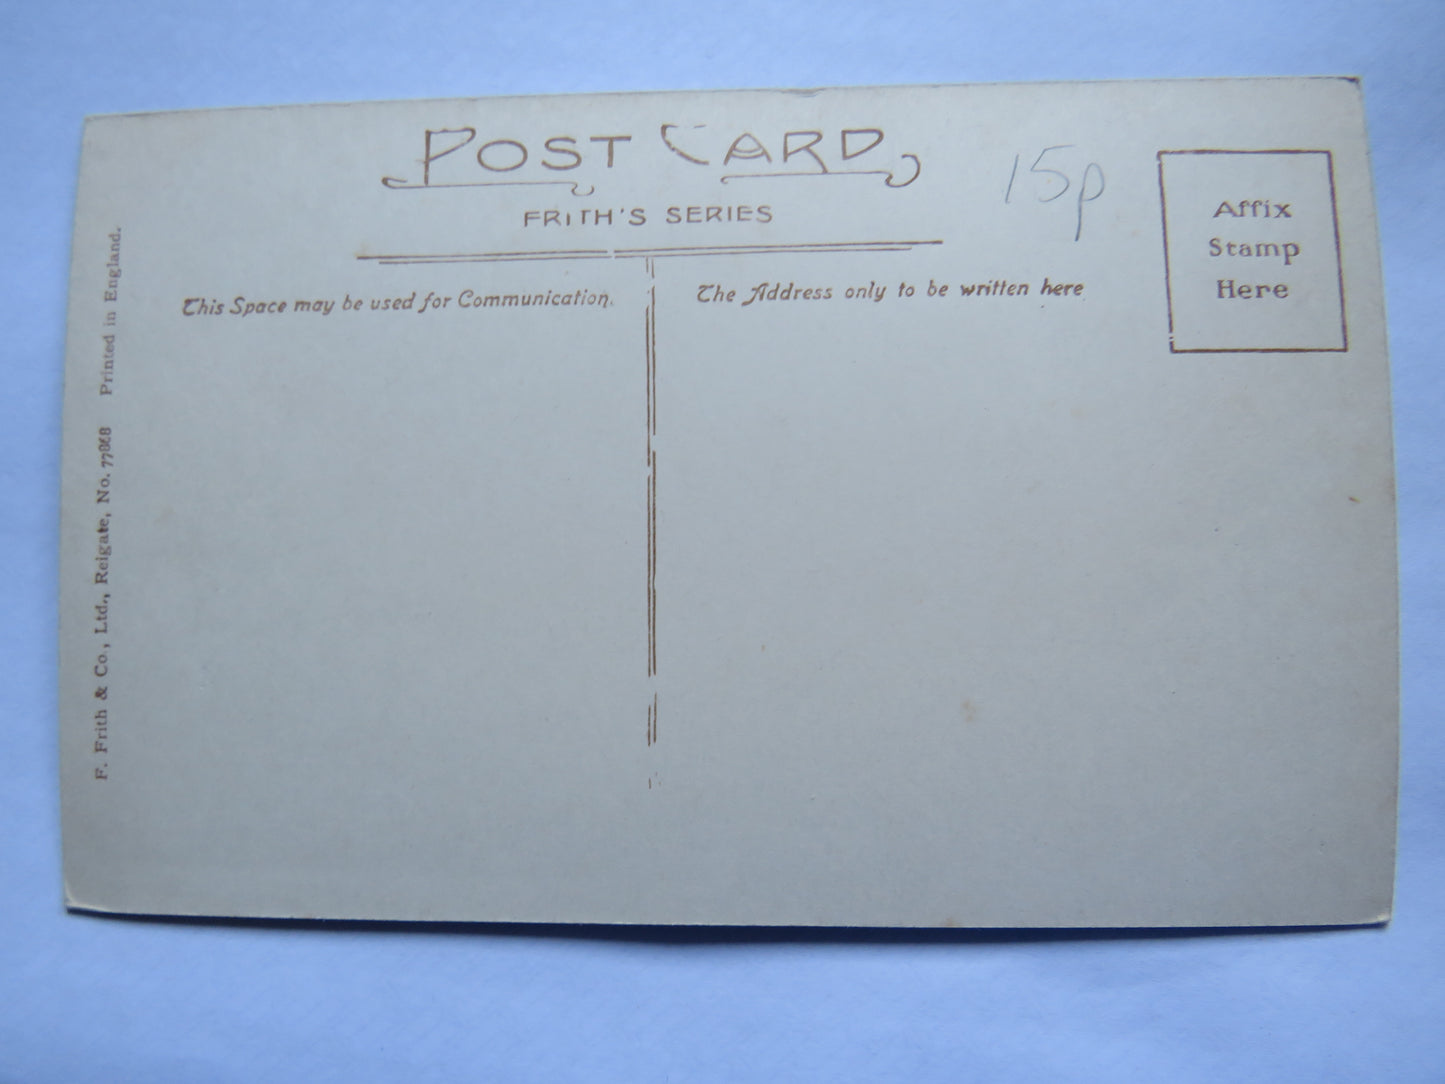 POST CARD
FRITH'S SERIES
15p
Affix
Stamp
Here
This Space may be used for Communication.
The Address only to be written here
F. Frith & Co., Ltd., Reigate, No. Printed in England.